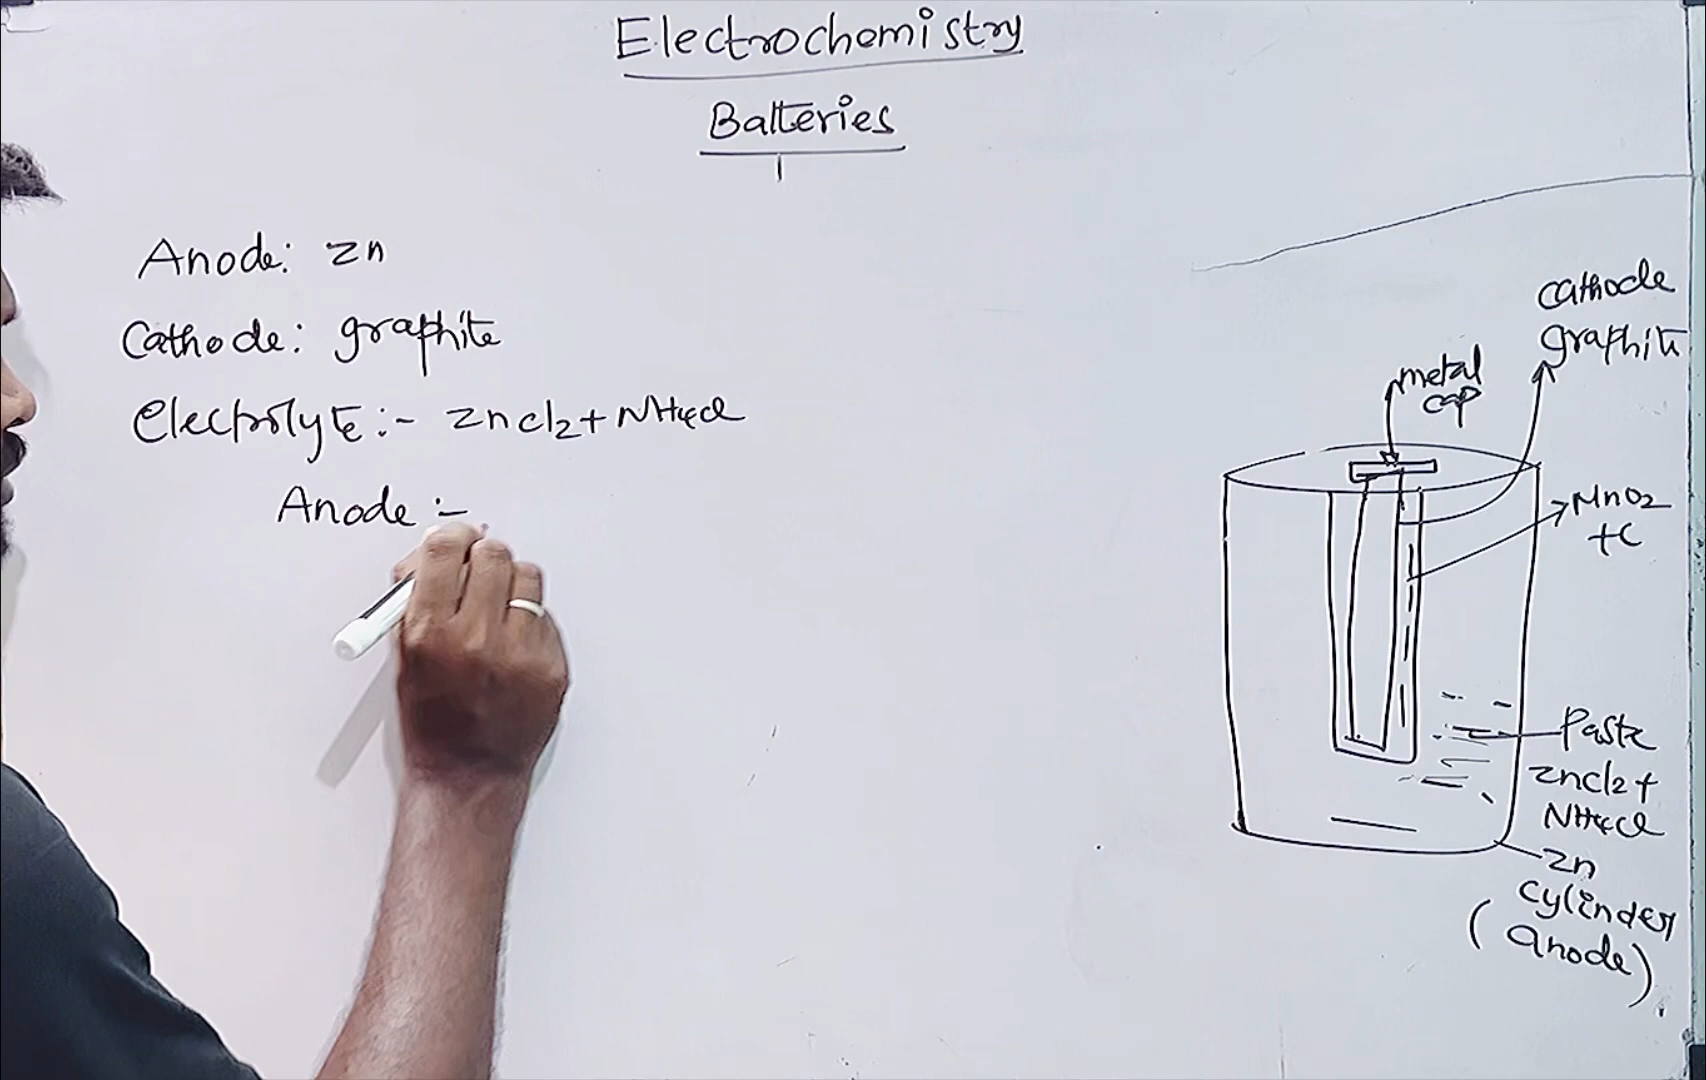 Electrochemistry
Batteries
Anode: Zn
Cathode: graphite
Electrolyte:- Zncl2+NH4Cl
Anode :-
cathode
graphite
metal
cap
MnO2
+C
Paste
Zncl2+
NH4Cl
Zn
cylinder
(anode)